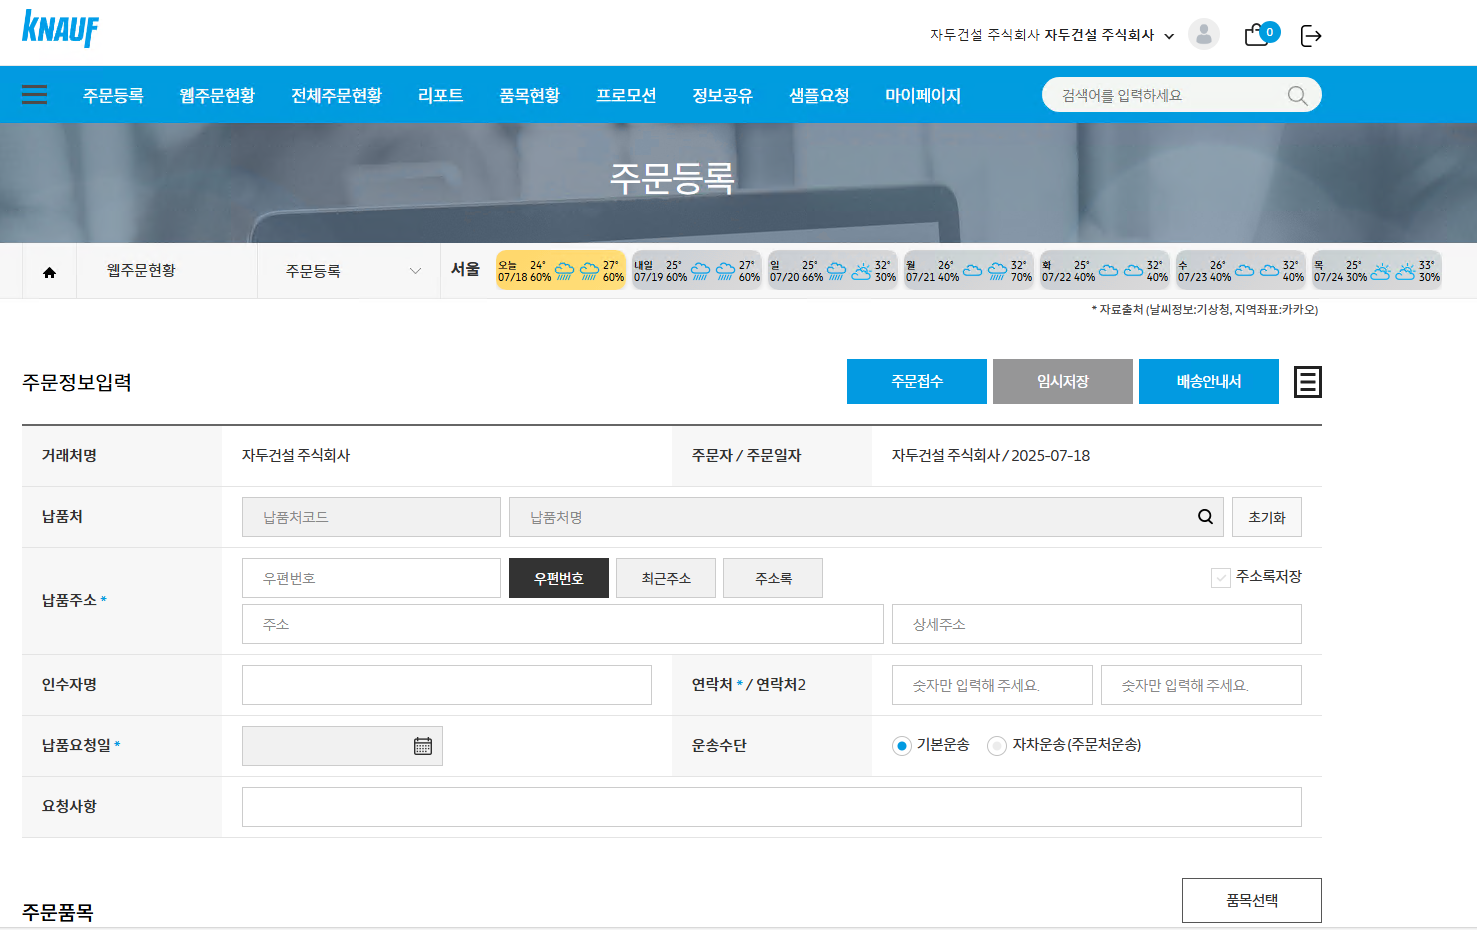 KNAUF
자두건설 주식회사 자두건설 주식회사
0
주문등록 웹주문현황 전체주문현황 리포트 품목현황 프로모션 정보공유 샘플요청 마이페이지 검색어를 입력하세요
주문등록
웹주문현황 주문등록 서울
오늘 24° 27°
07/18 60% 60%
내일 25° 27°
07/19 60% 60%
일 25° 32°
07/20 66% 30%
월 26° 32°
07/21 40% 70%
화 25° 32°
07/22 40% 40%
수 26° 32°
07/23 40% 40%
목 25° 33°
07/24 30% 30%
* 자료출처 (날씨정보:기상청, 지역좌표:카카오)
주문정보입력 주문접수 임시저장 배송안내서
거래처명 자두건설 주식회사 주문자 / 주문일자 자두건설 주식회사 / 2025-07-18
납품처 납품처코드 납품처명 초기화
납품주소 * 우편번호 우편번호 최근주소 주소록 주소록저장
주소 상세주소
인수자명 연락처 * / 연락처2 숫자만 입력해 주세요. 숫자만 입력해 주세요.
납품요청일 * 운송수단 기본운송 자차운송(주문처운송)
요청사항
주문품목 품목선택